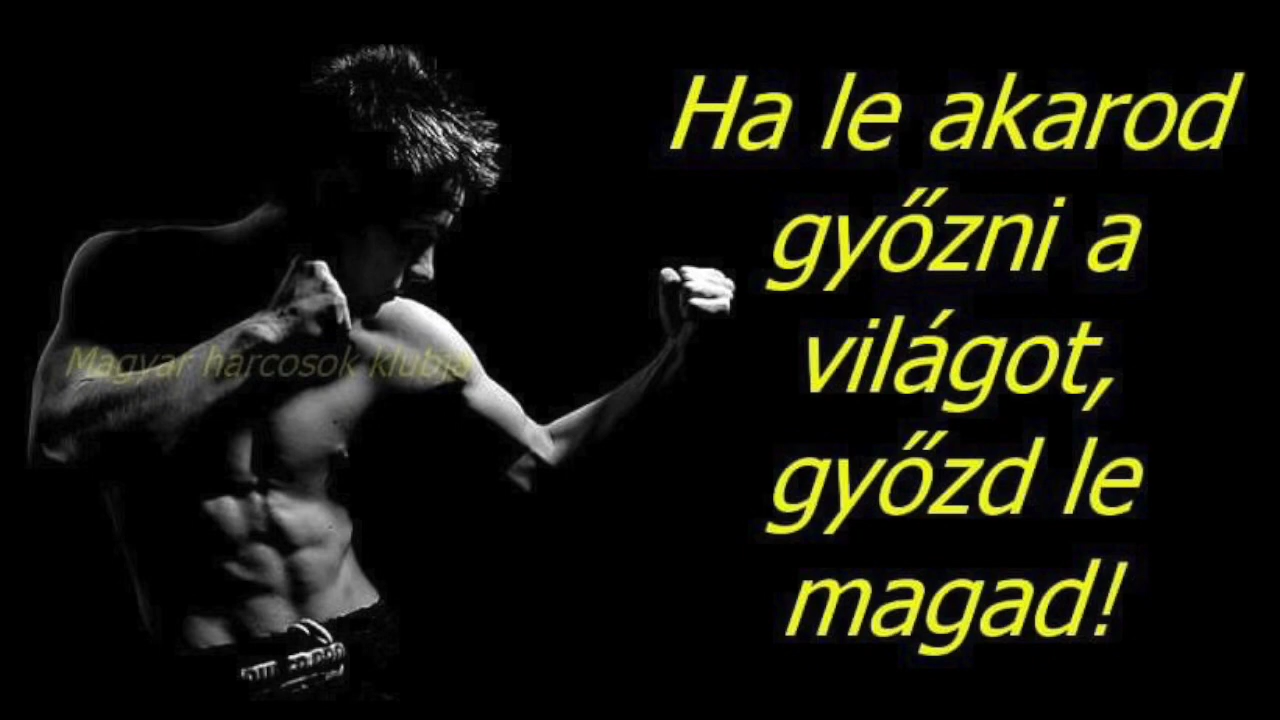 Ha le akarod
győzni a
világot,
győzd le
magad!
Magyar harcosok klubja